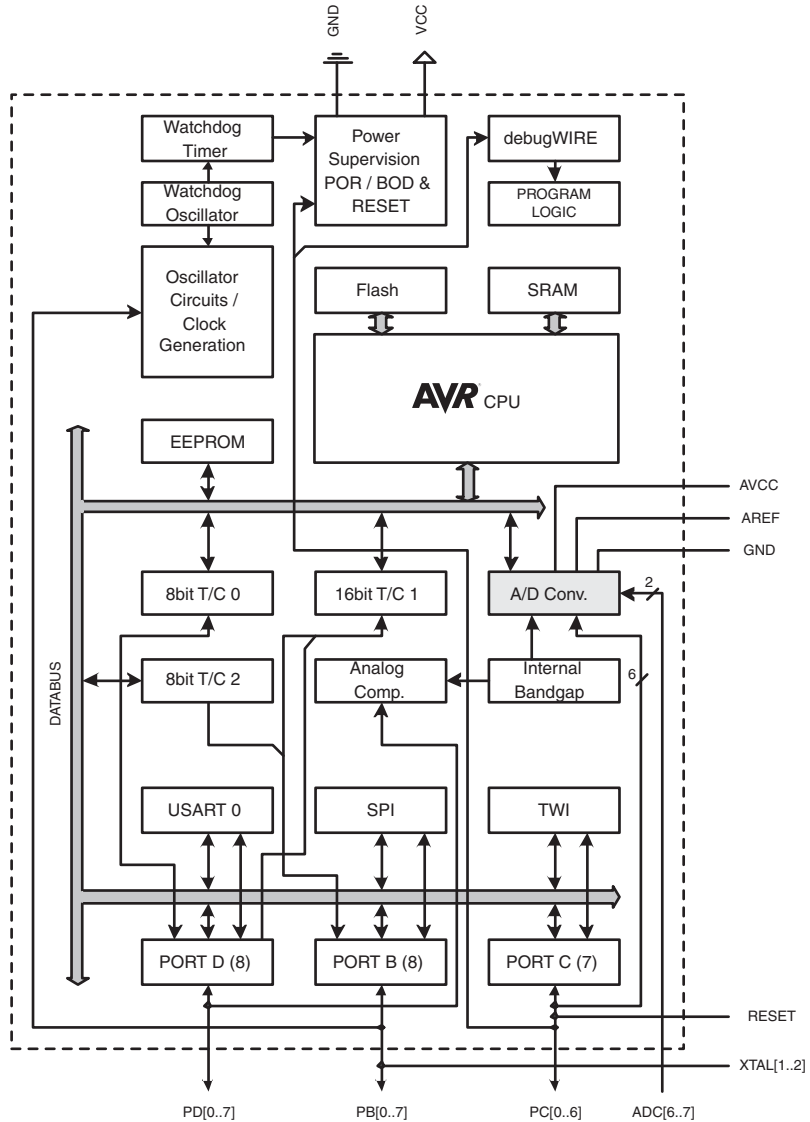 GND
VCC
Watchdog
Timer
Power
Supervision
POR / BOD &
RESET
debugWIRE
Watchdog
Oscillator
PROGRAM
LOGIC
Oscillator
Circuits /
Clock
Generation
Flash
SRAM
AVR CPU
EEPROM
AVCC
AREF
GND
8bit T/C 0
16bit T/C 1
A/D Conv.
2
DATABUS
8bit T/C 2
Analog
Comp.
Internal
Bandgap
6
USART 0
SPI
TWI
PORT D (8)
PORT B (8)
PORT C (7)
RESET
XTAL[1..2]
PD[0..7]
PB[0..7]
PC[0..6]
ADC[6..7]